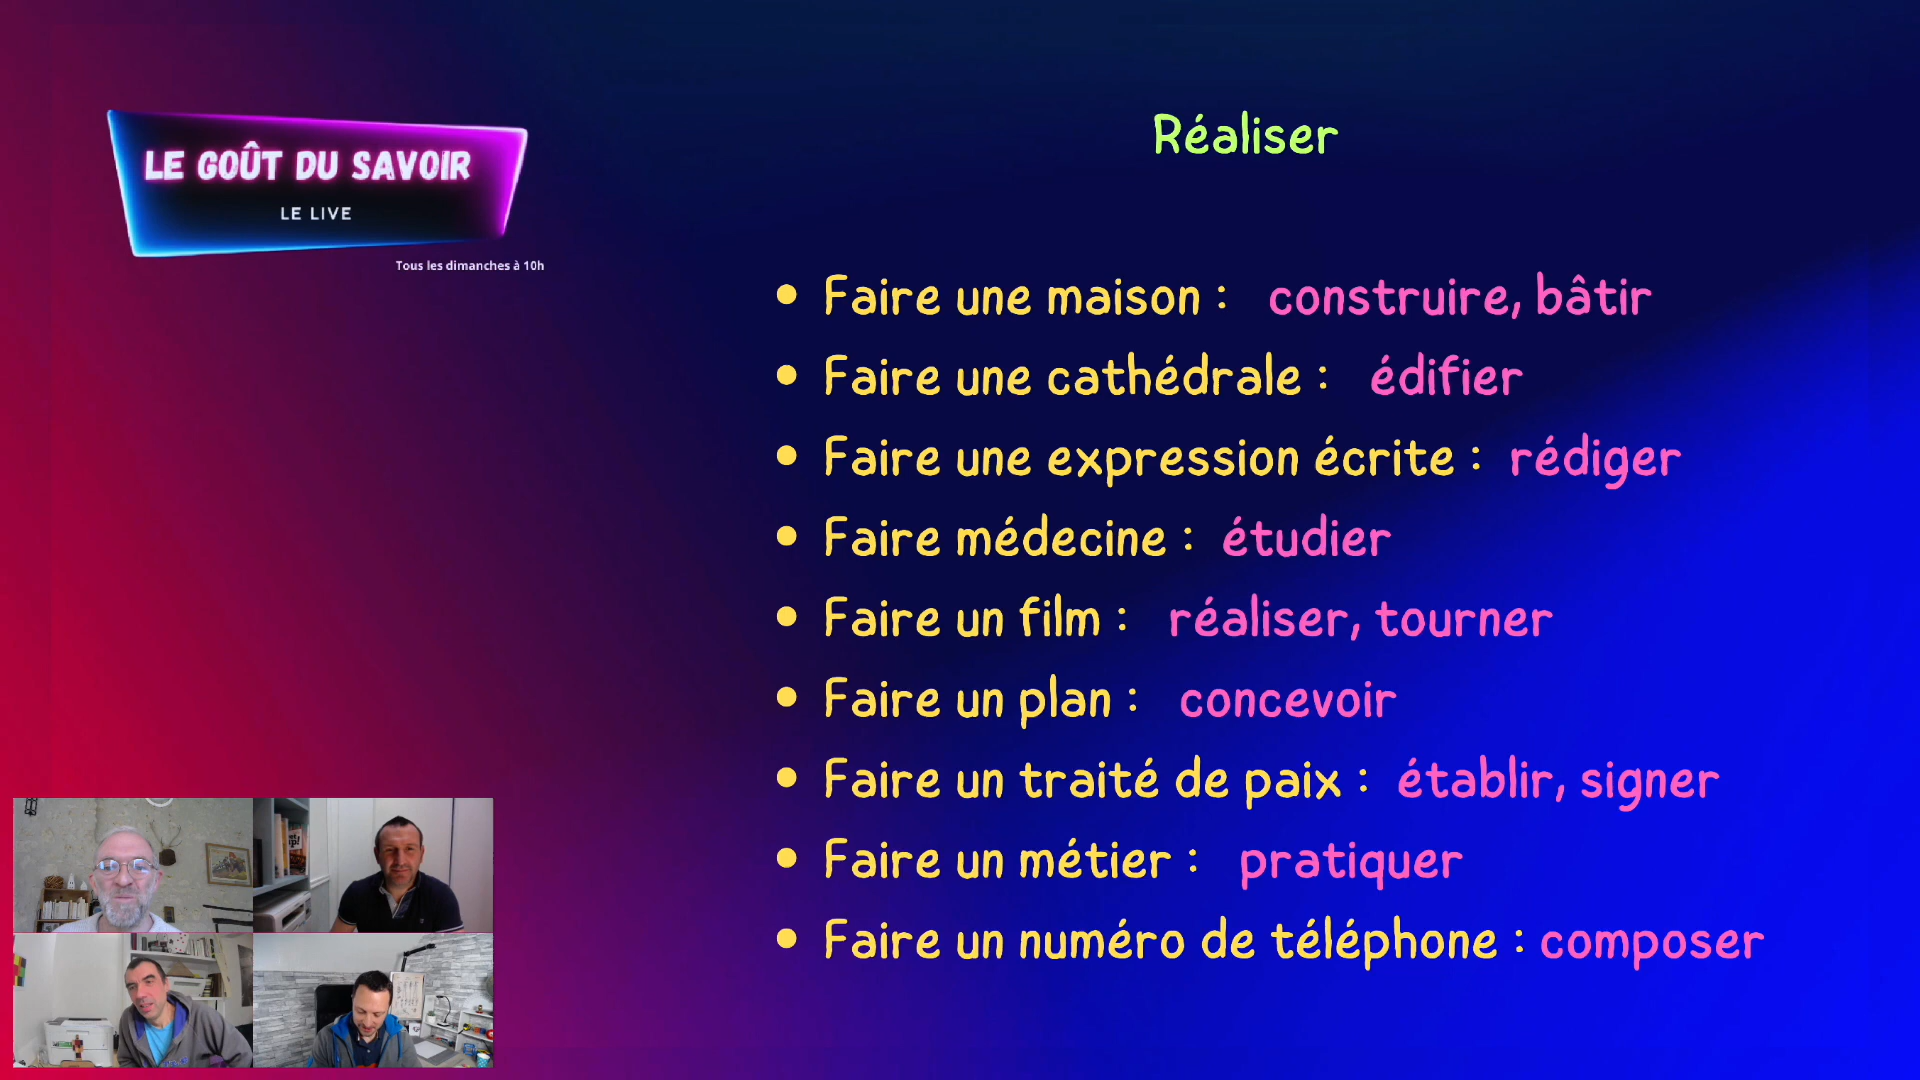 LE GOÛT DU SAVOIR
LE LIVE
Tous les dimanches à 10h
Réaliser
• Faire une maison : construire, bâtir
• Faire une cathédrale : édifier
• Faire une expression écrite : rédiger
• Faire médecine : étudier
• Faire un film : réaliser, tourner
• Faire un plan : concevoir
• Faire un traité de paix : établir, signer
• Faire un métier : pratiquer
• Faire un numéro de téléphone : composer